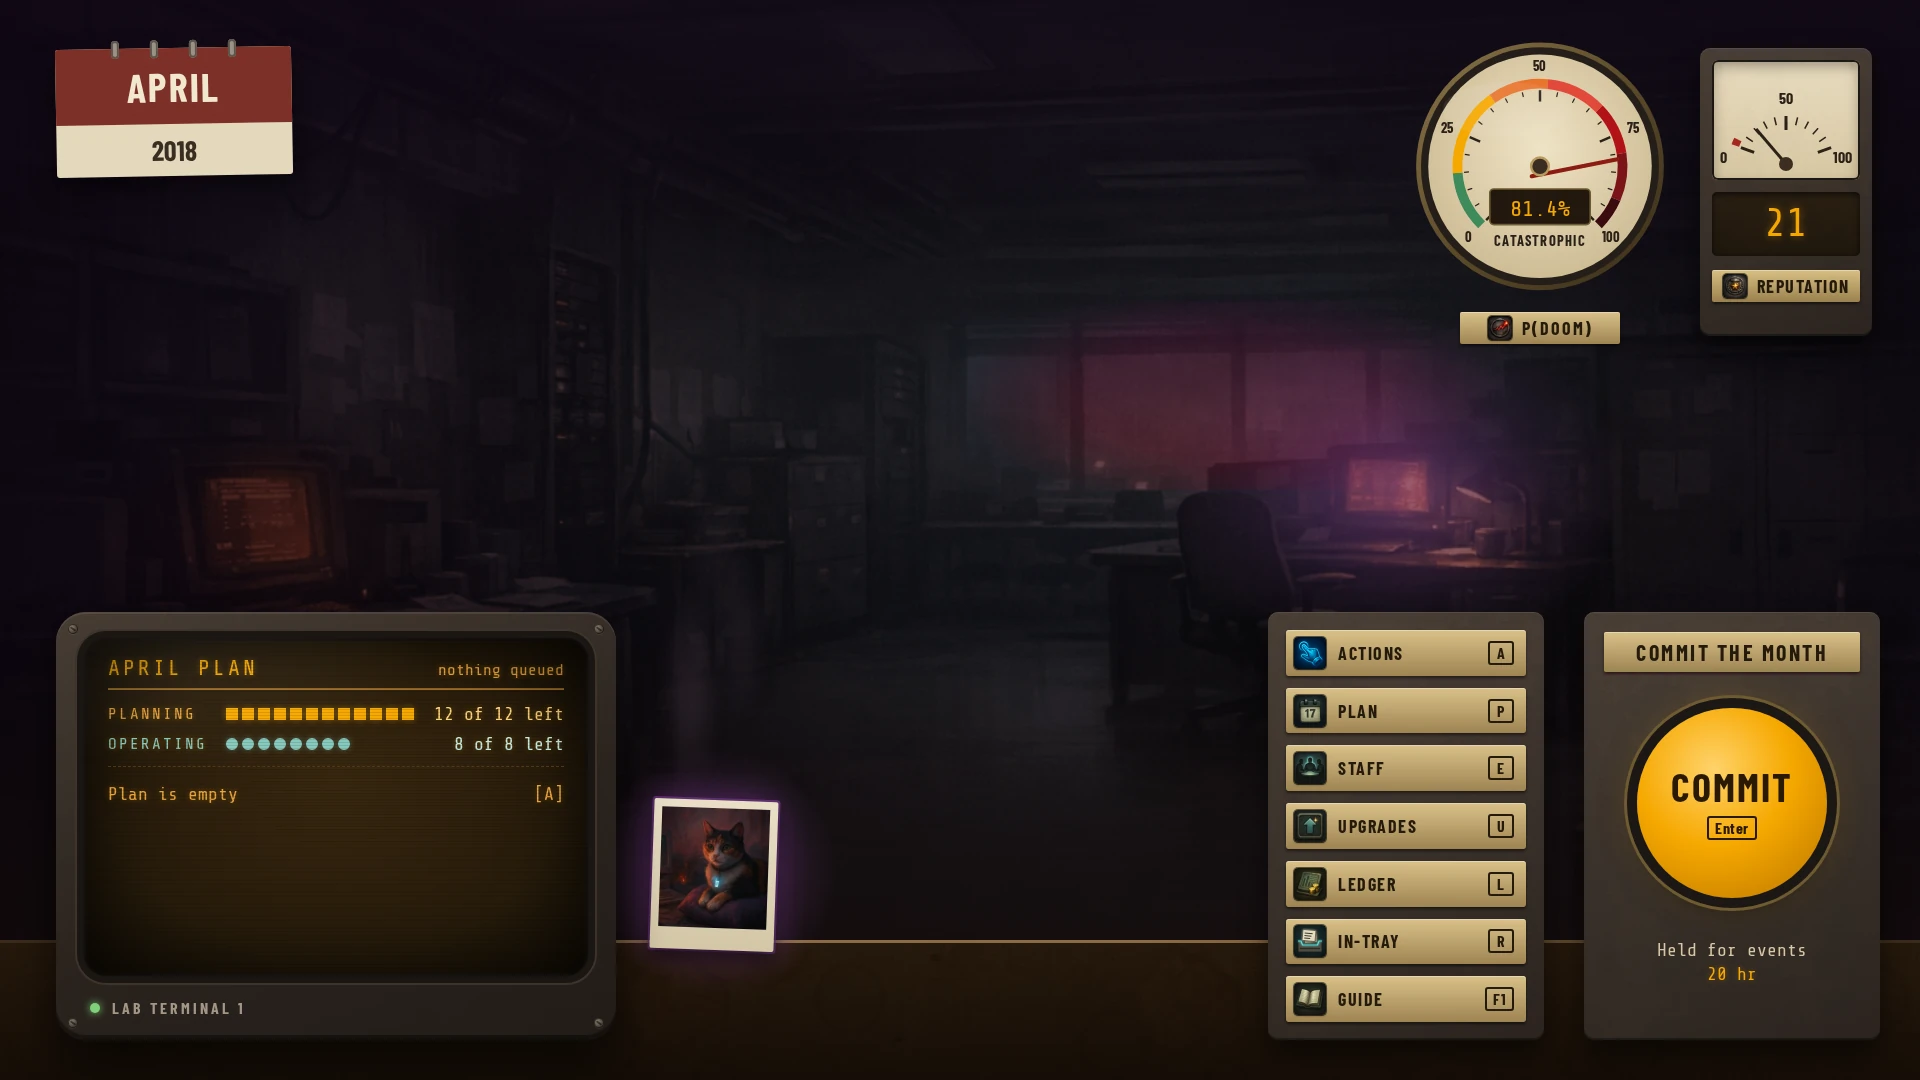 APRIL
2018
50
25
75
0
100
81.4%
CATASTROPHIC
P(DOOM)
50
0
100
21
REPUTATION
APRIL PLAN
nothing queued
PLANNING
12 of 12 left
OPERATING
8 of 8 left
Plan is empty
[A]
LAB TERMINAL 1
ACTIONS A
PLAN P
17
STAFF E
UPGRADES U
LEDGER L
IN-TRAY R
GUIDE F1
COMMIT THE MONTH
COMMIT
Enter
Held for events
20 hr